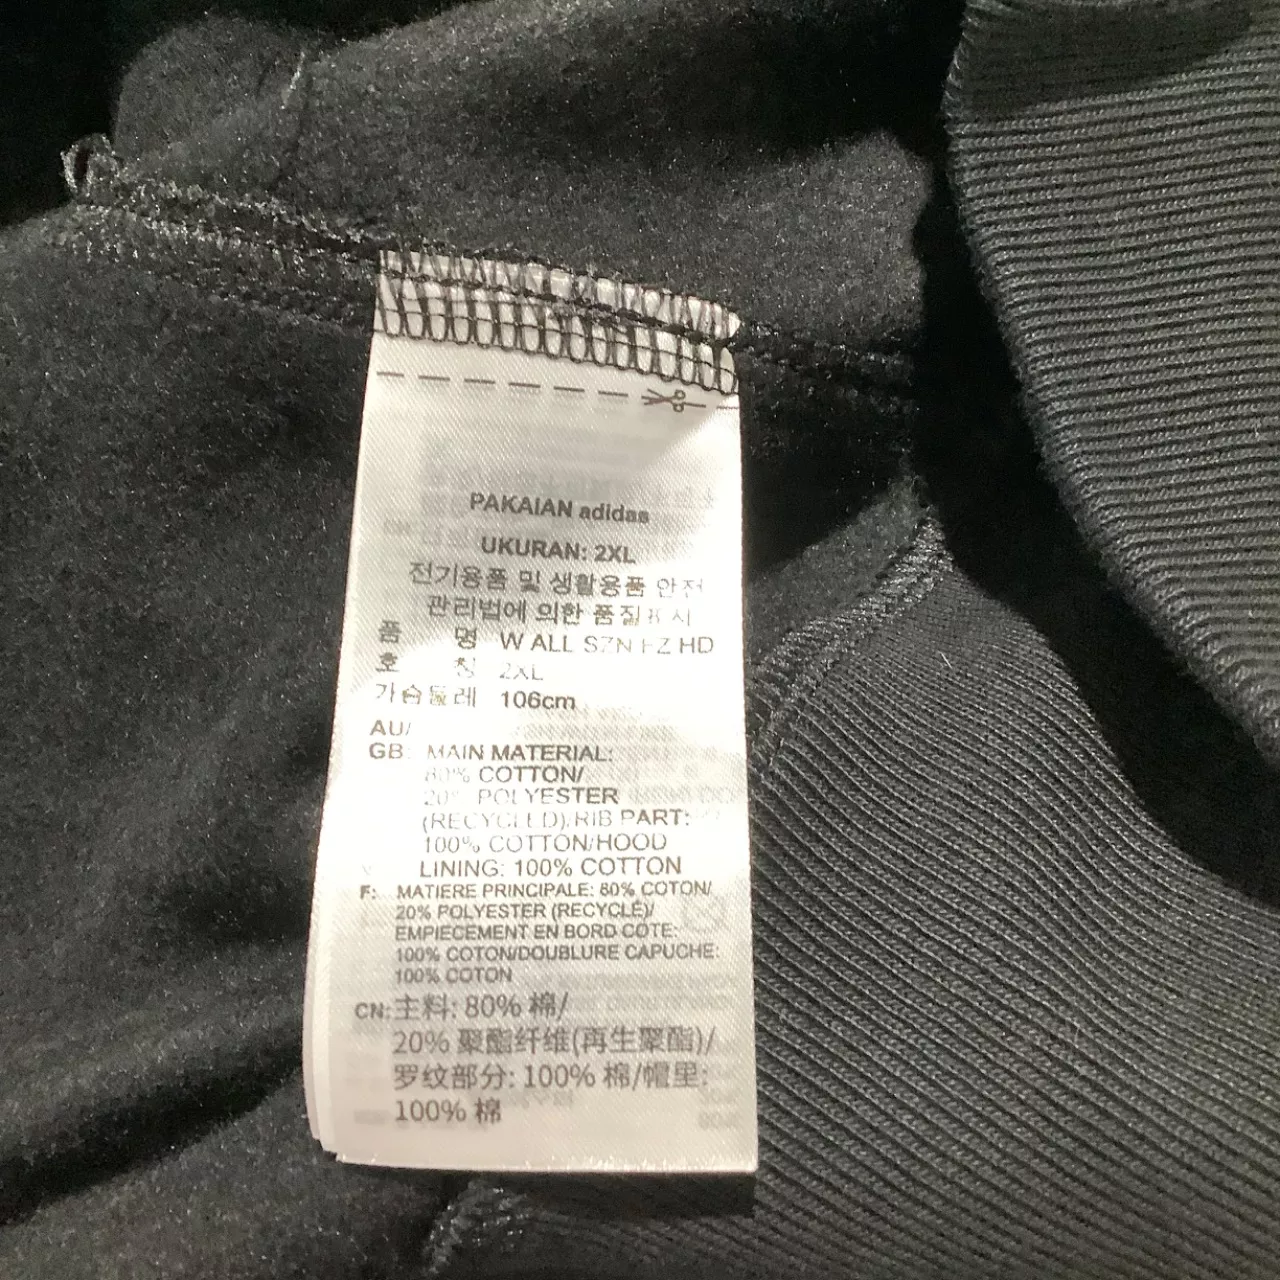 PAKAIAN adidas
UKURAN: 2XL
전기용품 및 생활용품 안전
관리법에 의한 품질표시
품 명 W ALL SZN FZ HD
호 칭 2XL
가슴둘레 106cm
AU/
GB: MAIN MATERIAL:
80% COTTON/
20% POLYESTER
(RECYCLED)/RIB PART:
100% COTTON/HOOD
LINING: 100% COTTON
F: MATIERE PRINCIPALE: 80% COTON/
20% POLYESTER (RECYCLÉ)/
EMPIECEMENT EN BORD COTE:
100% COTON/DOUBLURE CAPUCHE:
100% COTON
CN:主料: 80% 棉/
20% 聚酯纤维(再生聚酯)/
罗纹部分: 100% 棉/帽里:
100% 棉